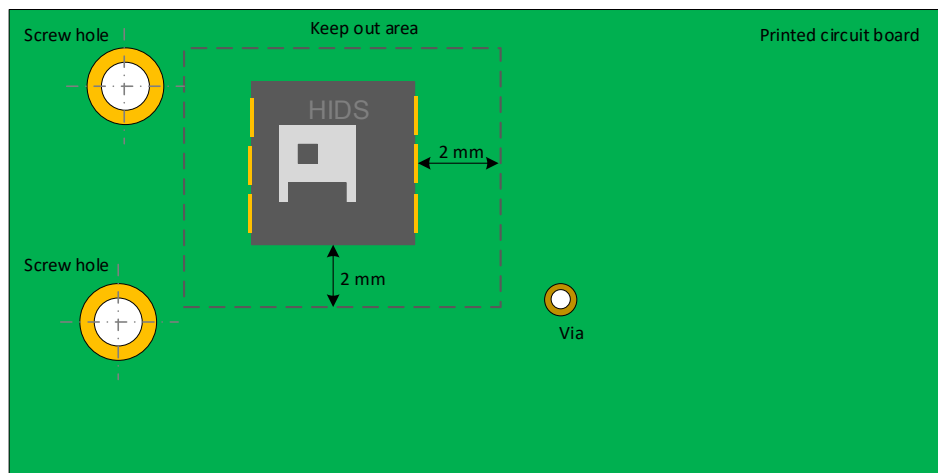 Screw hole
Keep out area
Printed circuit board
HIDS
2 mm
Screw hole
2 mm
Via